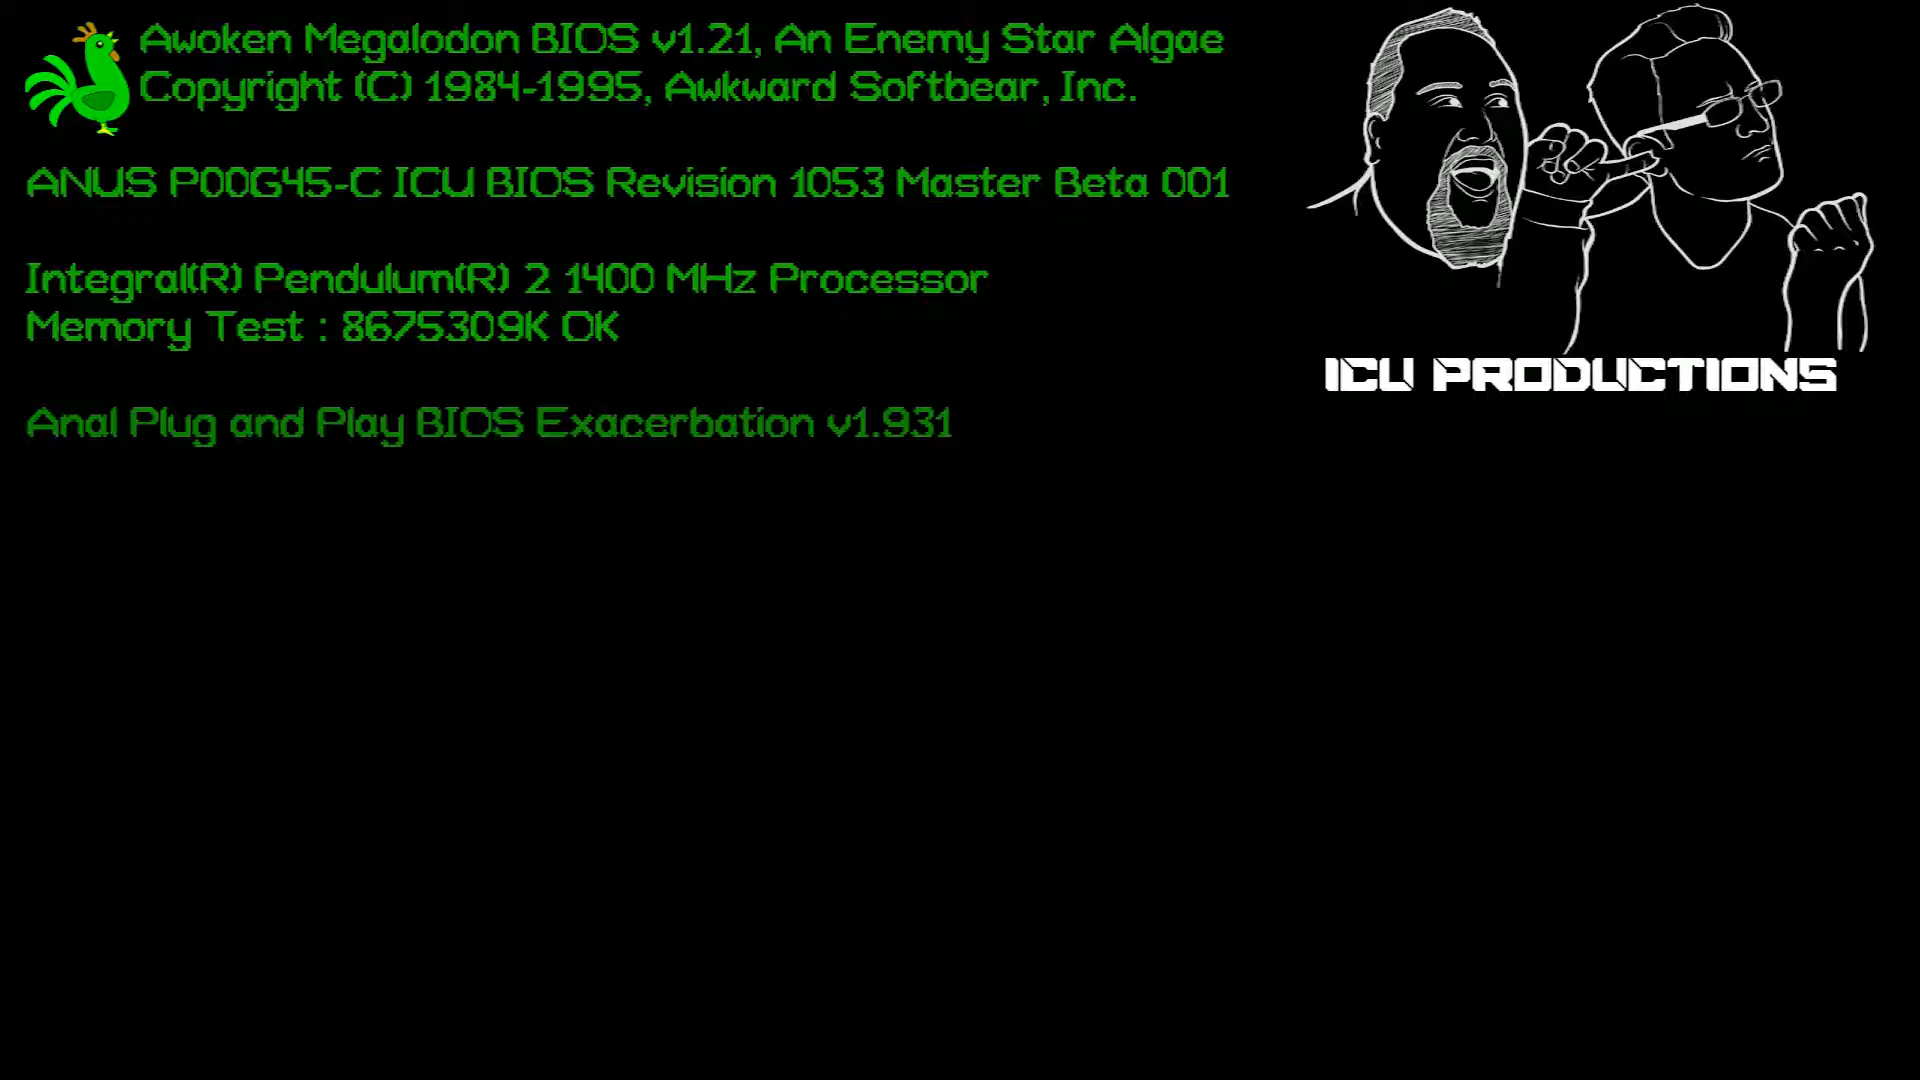 Awoken Megalodon BIOS v1.21, An Enemy Star Algae
Copyright (C) 1984-1995, Awkward Softbear, Inc.
ANUS P00G45-C ICU BIOS Revision 1053 Master Beta 001
Integral(R) Pendulum(R) 2 1400 MHz Processor
Memory Test : 8675309K OK
Anal Plug and Play BIOS Exacerbation v1.931
ICU PRODUCTIONS